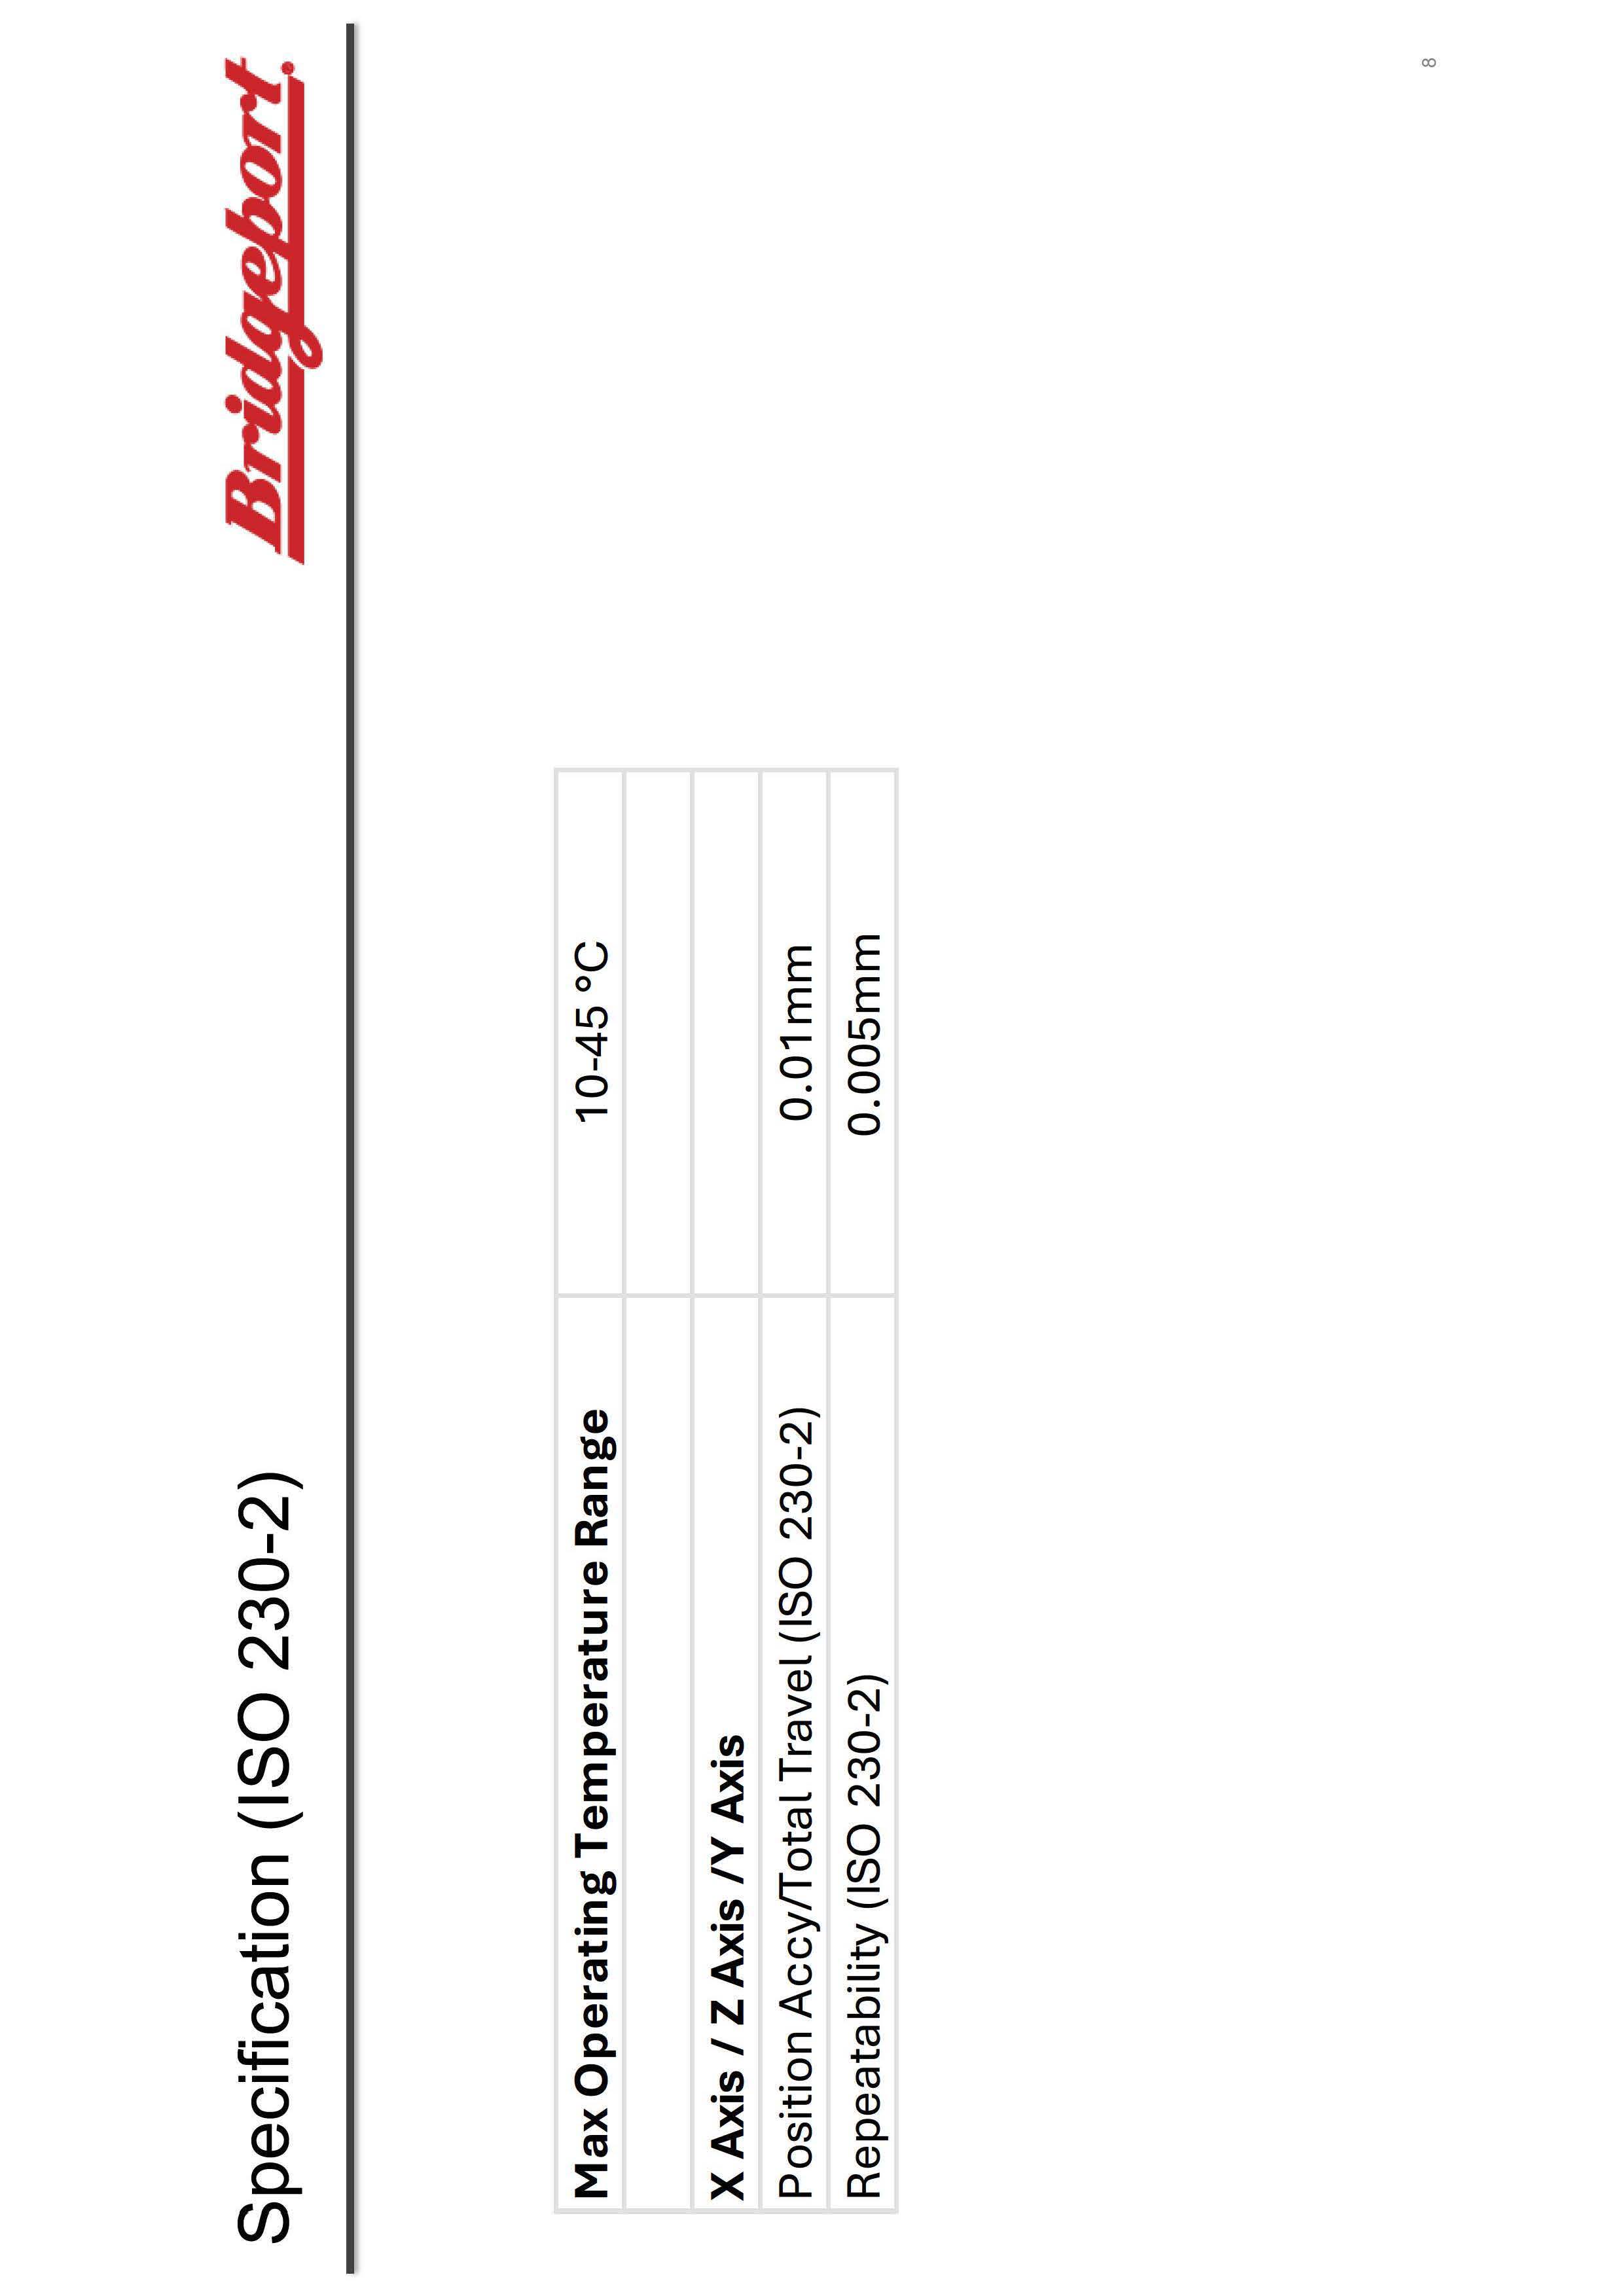 Specification (ISO 230-2)
Bridgeport
Max Operating Temperature Range 10-45 °C
X Axis / Z Axis /Y Axis
Position Accy/Total Travel (ISO 230-2) 0.01mm
Repeatability (ISO 230-2) 0.005mm
8